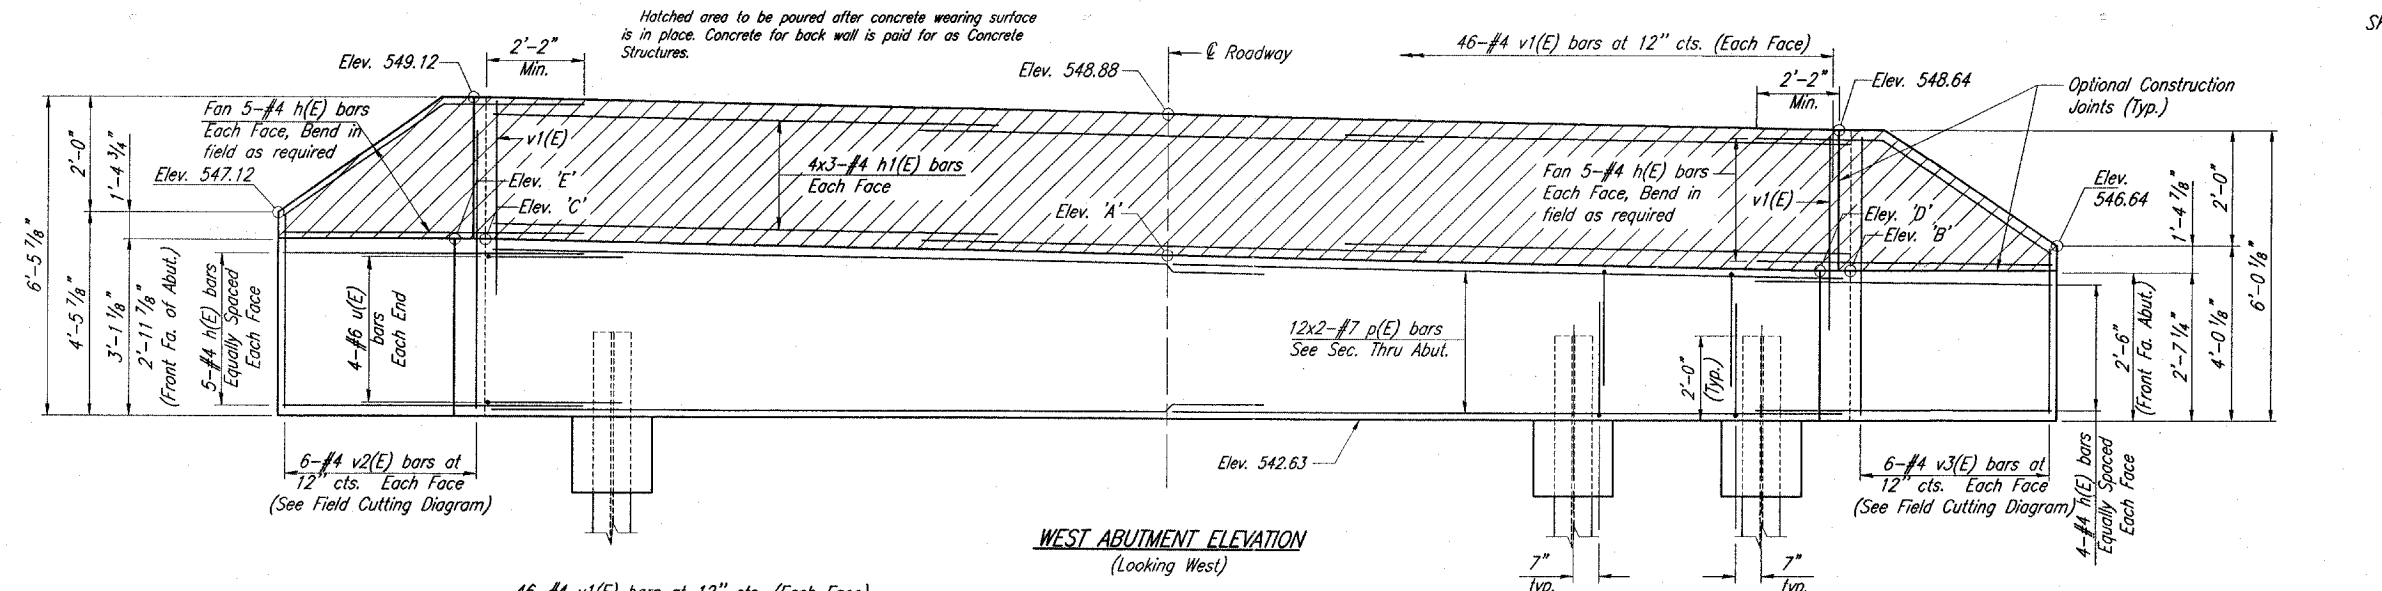 Hatched area to be poured after concrete wearing surface
is in place. Concrete for back wall is paid for as Concrete
Structures.
2'-2"
Min.
Elev. 549.12
Elev. 548.88
℄ Roadway
46-#4 v1(E) bars at 12" cts. (Each Face)
2'-2"
Min.
Elev. 548.64
Optional Construction
Joints (Typ.)
Fan 5-#4 h(E) bars
Each Face, Bend in
field as required
Elev. 547.12
v1(E)
Elev. 'E'
Elev. 'C'
4x3-#4 h1(E) bars
Each Face
Elev. 'A'
Fan 5-#4 h(E) bars
Each Face, Bend in
field as required
v1(E)
Elev. 'D'
Elev. 'B'
Elev.
546.64
6'-5 7/8"
2'-0"
4'-5 7/8"
1'-4 3/4"
3'-1 1/8"
2'-11 7/8"
(Front Fa. of Abut.)
5-#4 h(E) bars
Equally Spaced
Each Face
4-#6 u(E)
bars
Each End
12x2-#7 p(E) bars
See Sec. Thru Abut.
2'-0"
(Typ.)
2'-6"
(Front Fa. Abut.)
1'-4 7/8"
2'-7 1/4"
2'-0"
4'-0 1/8"
6'-0 1/8"
6-#4 v2(E) bars at
12" cts. Each Face
(See Field Cutting Diagram)
Elev. 542.63
6-#4 v3(E) bars at
12" cts. Each Face
(See Field Cutting Diagram)
4-#4 h(E) bars
Equally Spaced
Each Face
WEST ABUTMENT ELEVATION
(Looking West)
7"
typ.
7"
typ.
46-#4 v1(E) bars at 12" cts. (Each Face)